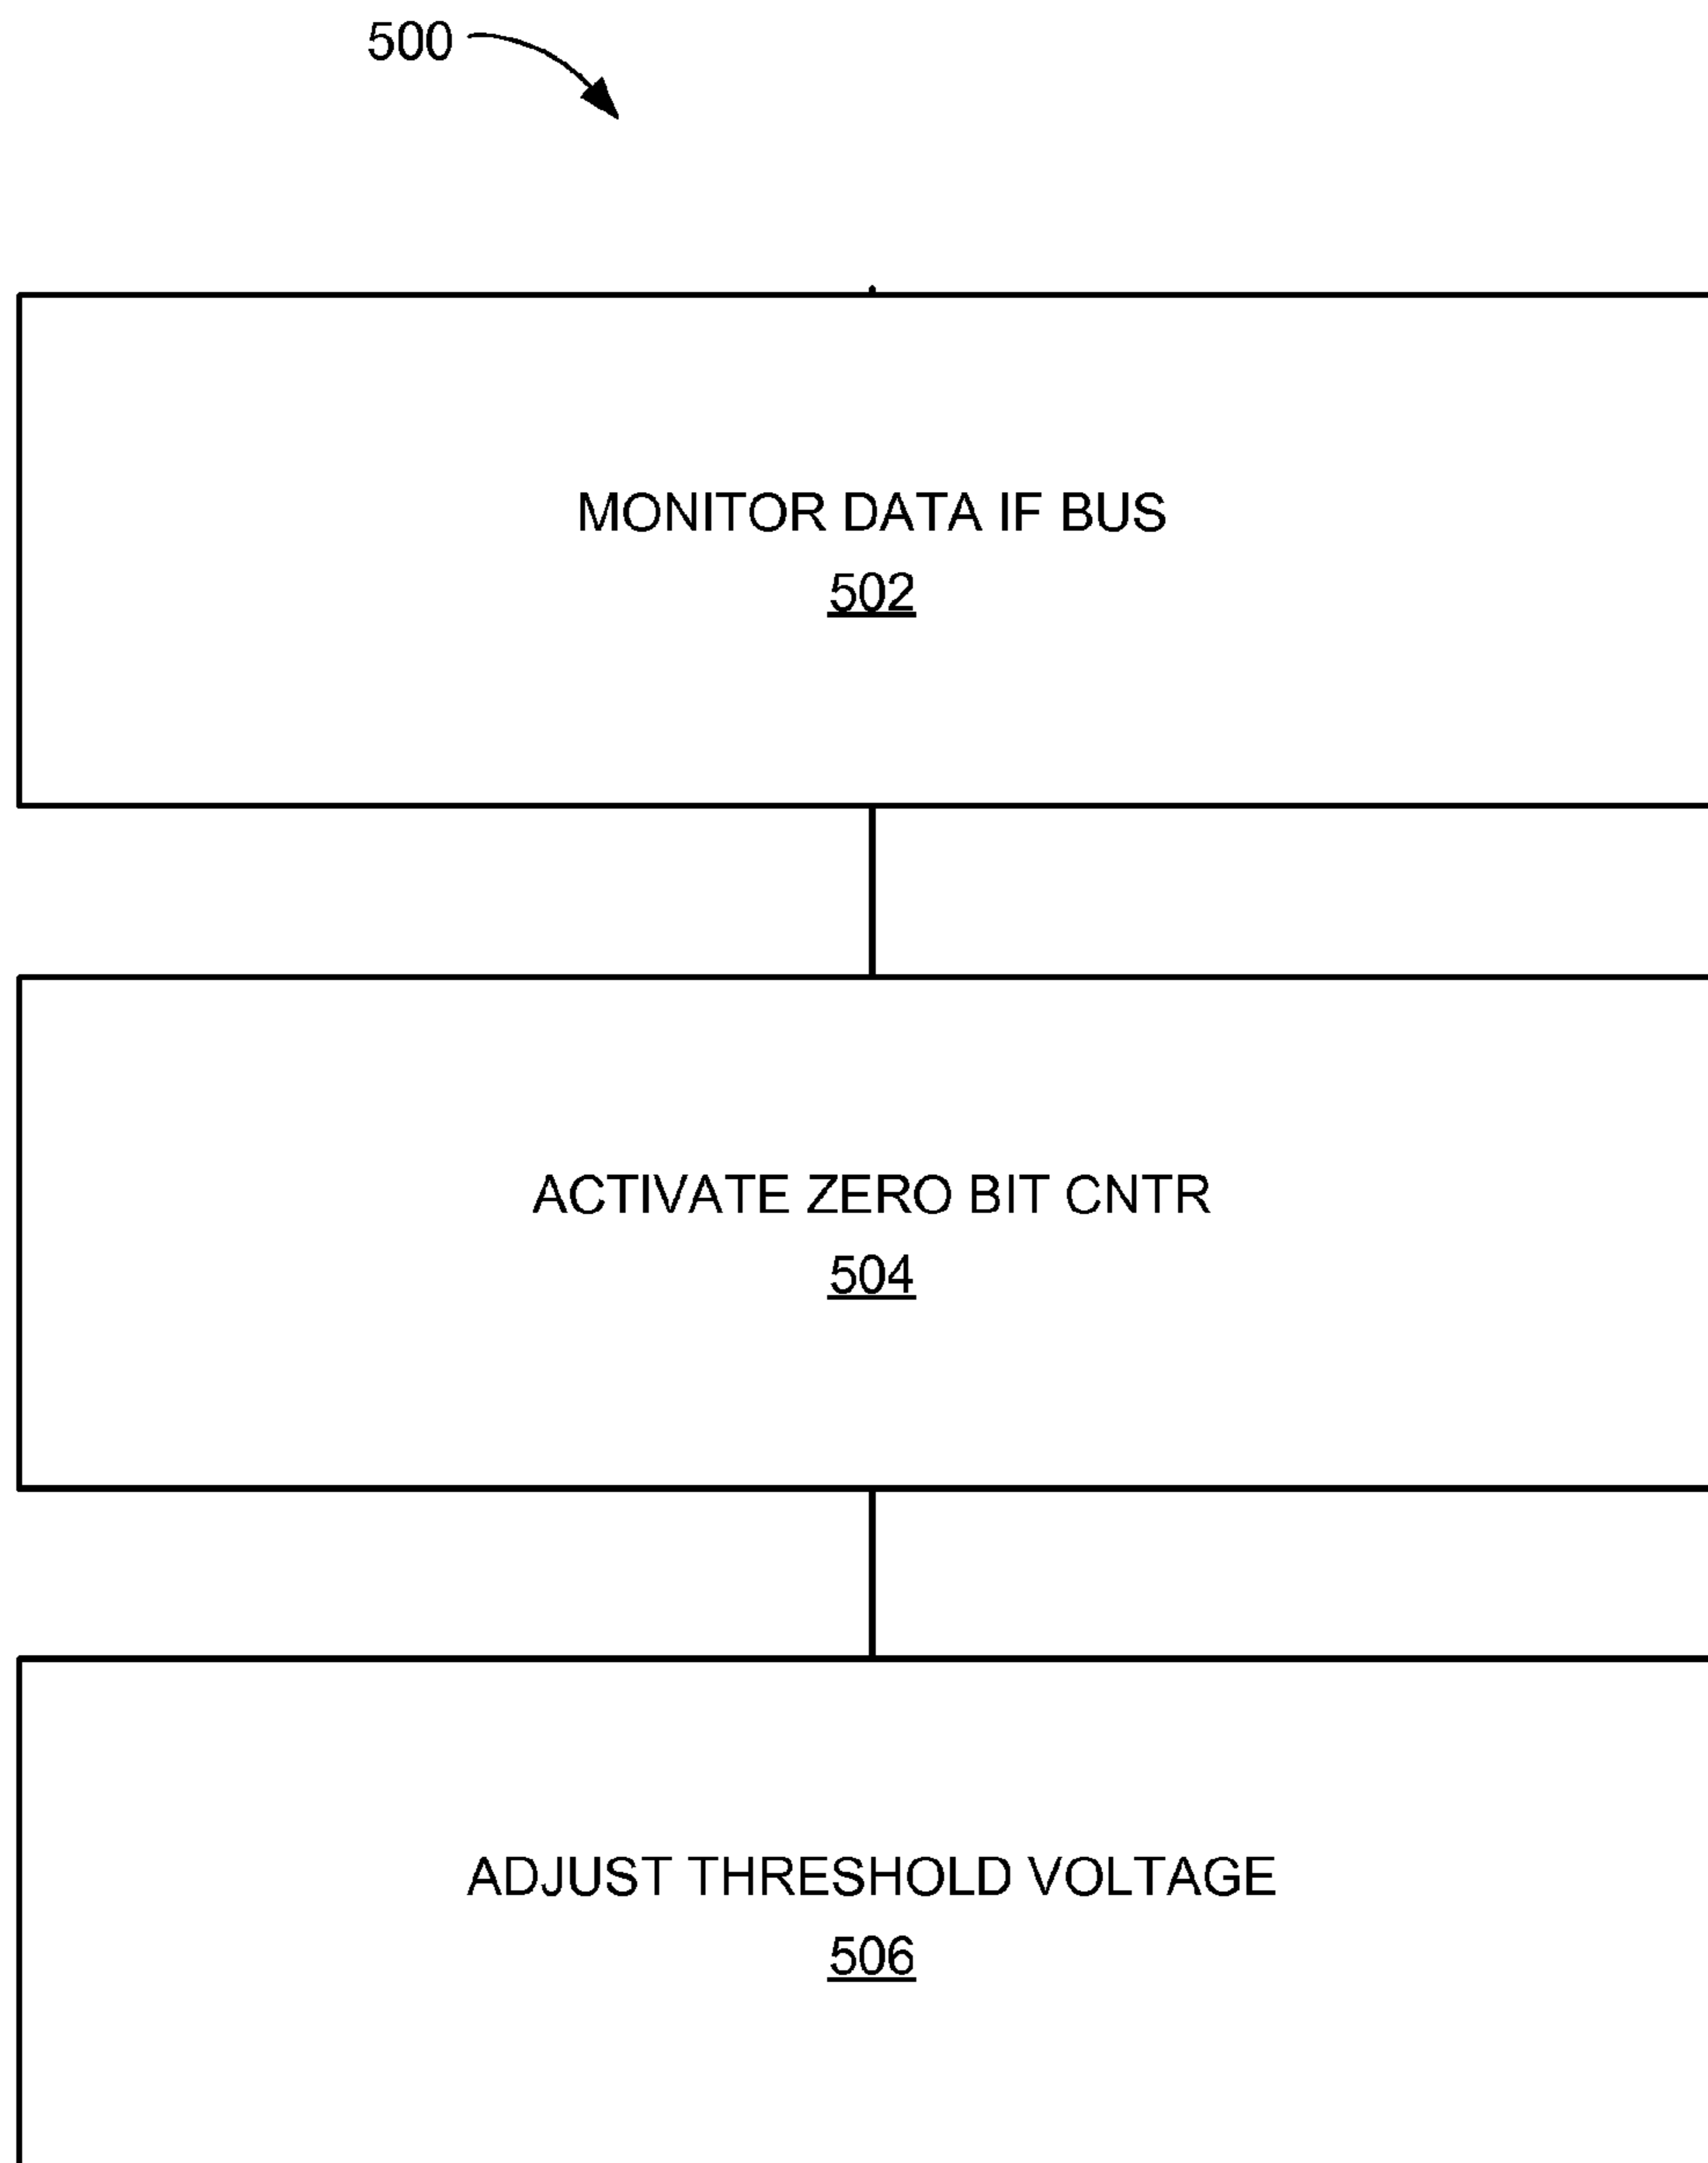 500
MONITOR DATA IF BUS
502
ACTIVATE ZERO BIT CNTR
504
ADJUST THRESHOLD VOLTAGE
506